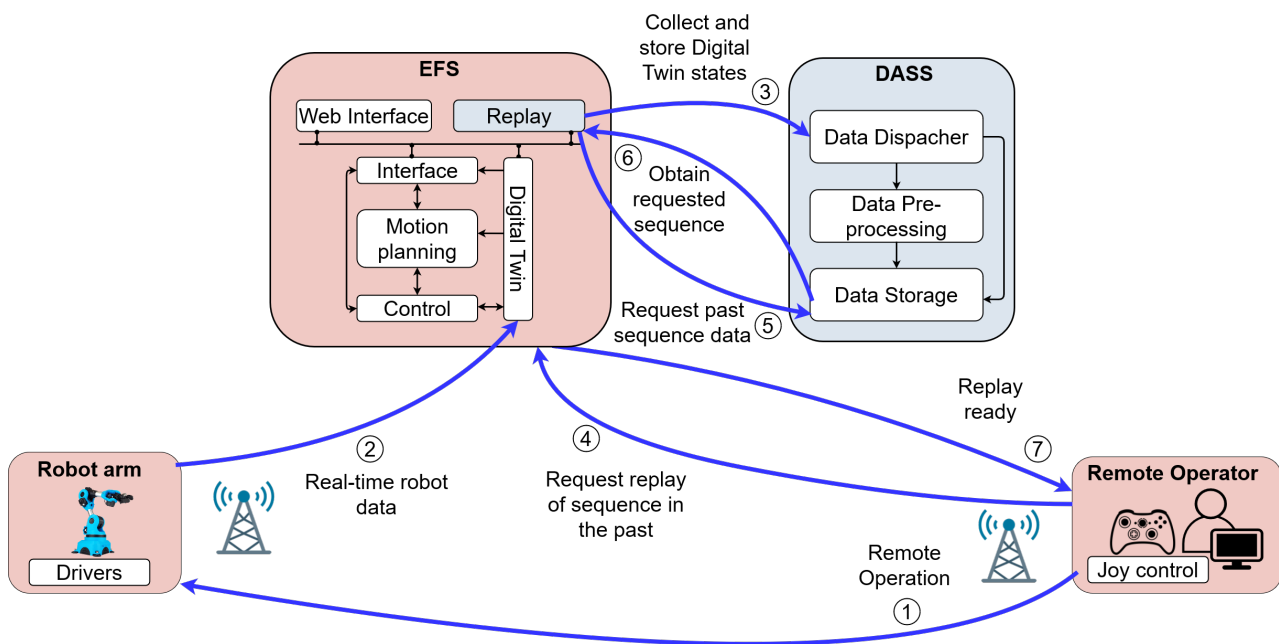 Collect and
store Digital
Twin states
③
EFS
DASS
Web Interface
Replay
Data Dispacher
⑥
Obtain
requested
sequence
Interface
Motion
planning
Control
Digital Twin
Data Pre-
processing
Data Storage
Request past
sequence data
⑤
Replay
ready
⑦
②
Real-time robot
data
④
Request replay
of sequence in
the past
Robot arm
Drivers
Remote Operator
Joy control
Remote
Operation
①